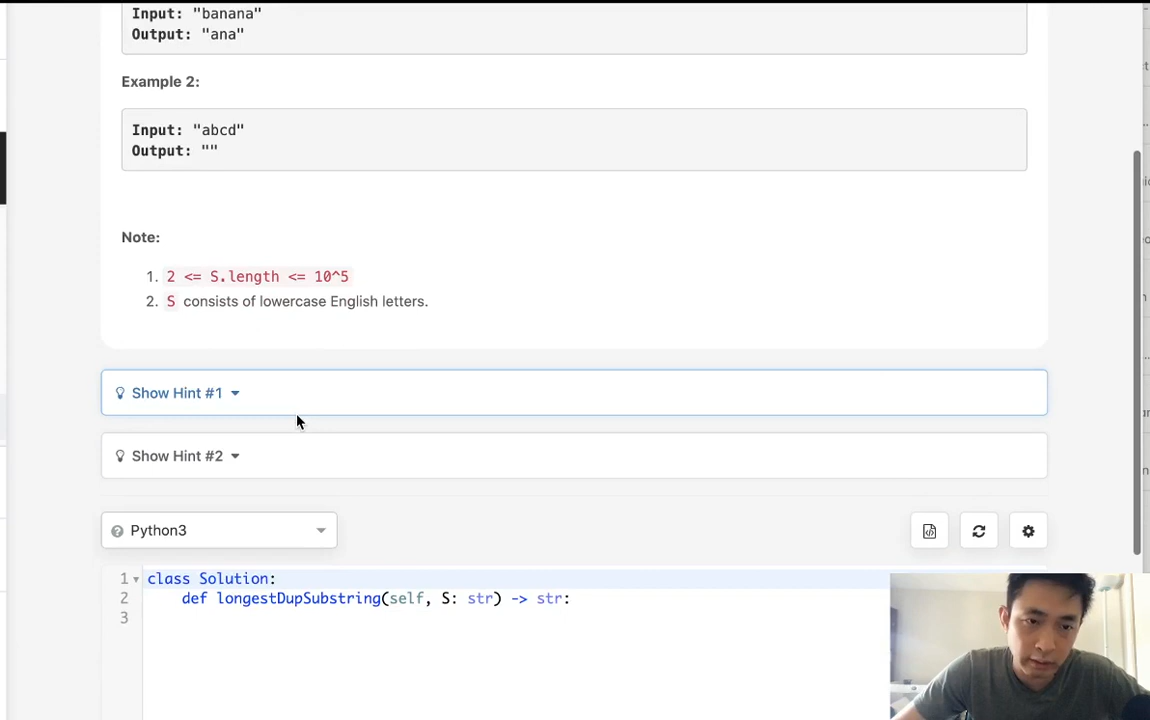 Input: "banana"
Output: "ana"
Example 2:
Input: "abcd"
Output: ""
Note:
1. 2 <= S.length <= 10^5
2. S consists of lowercase English letters.
Show Hint #1
Show Hint #2
Python3
1 class Solution:
2 def longestDupSubstring(self, S: str) -> str:
3